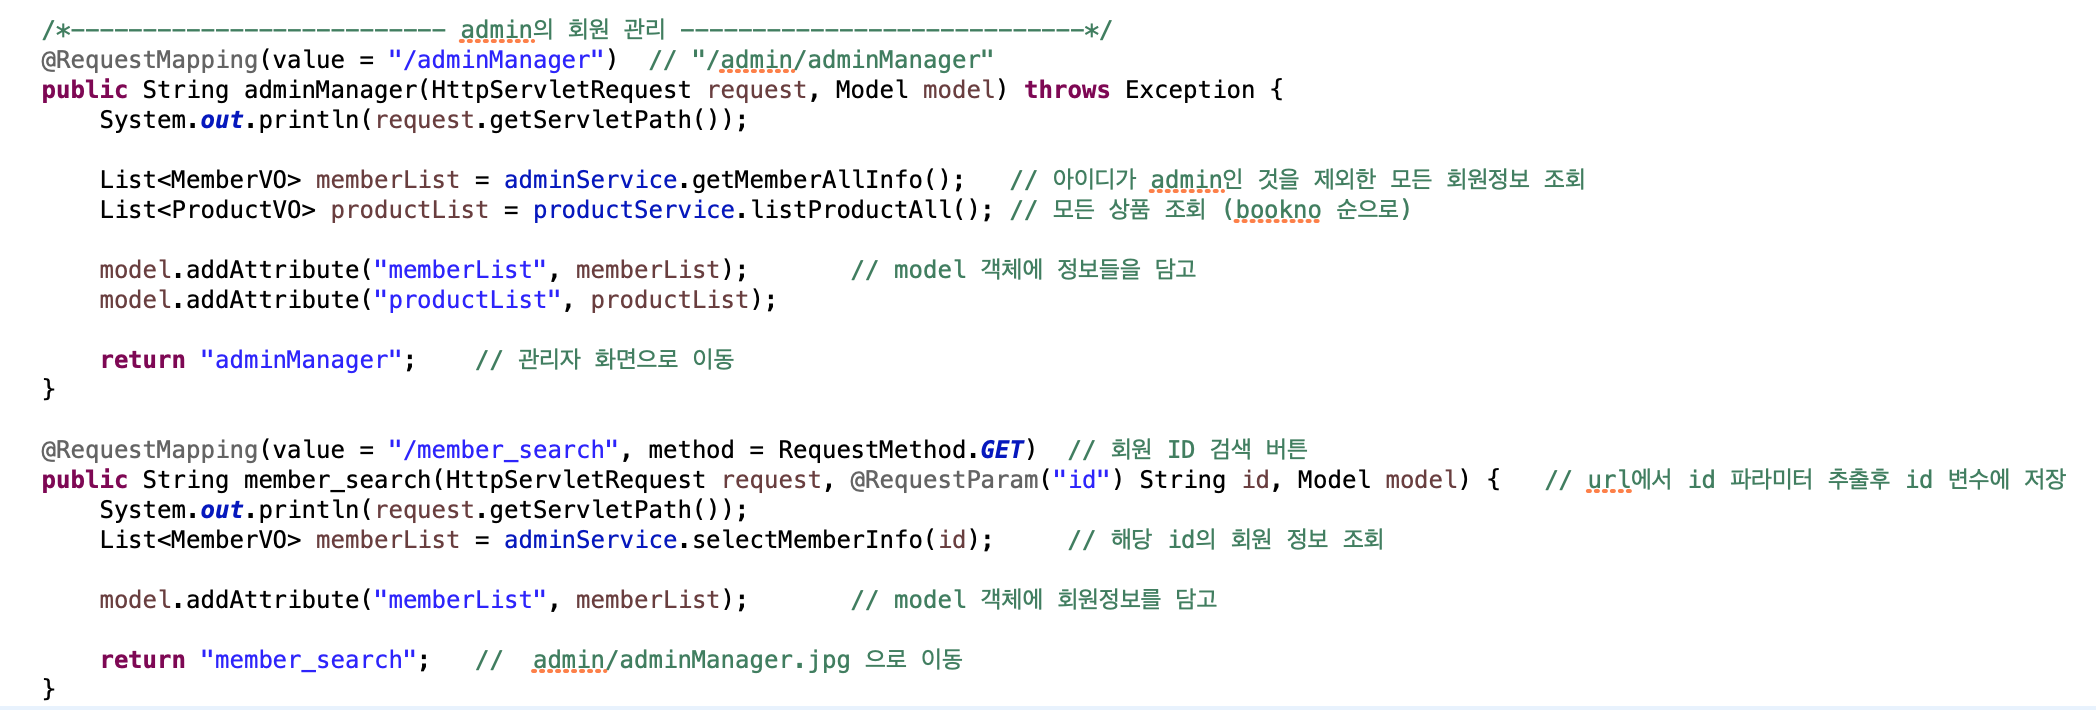 /*-------------------------- admin의 회원 관리 ----------------------------*/
@RequestMapping(value = "/adminManager")  // "/admin/adminManager"
public String adminManager(HttpServletRequest request, Model model) throws Exception {
    System.out.println(request.getServletPath());

    List<MemberVO> memberList = adminService.getMemberAllInfo();   // 아이디가 admin인 것을 제외한 모든 회원정보 조회
    List<ProductVO> productList = productService.listProductAll(); // 모든 상품 조회 (bookno 순으로)

    model.addAttribute("memberList", memberList);       // model 객체에 정보들을 담고
    model.addAttribute("productList", productList);

    return "adminManager";    // 관리자 화면으로 이동
}

@RequestMapping(value = "/member_search", method = RequestMethod.GET)  // 회원 ID 검색 버튼
public String member_search(HttpServletRequest request, @RequestParam("id") String id, Model model) {   // url에서 id 파라미터 추출후 id 변수에 저장
    System.out.println(request.getServletPath());
    List<MemberVO> memberList = adminService.selectMemberInfo(id);     // 해당 id의 회원 정보 조회

    model.addAttribute("memberList", memberList);       // model 객체에 회원정보를 담고

    return "member_search";   //  admin/adminManager.jpg 으로 이동
}